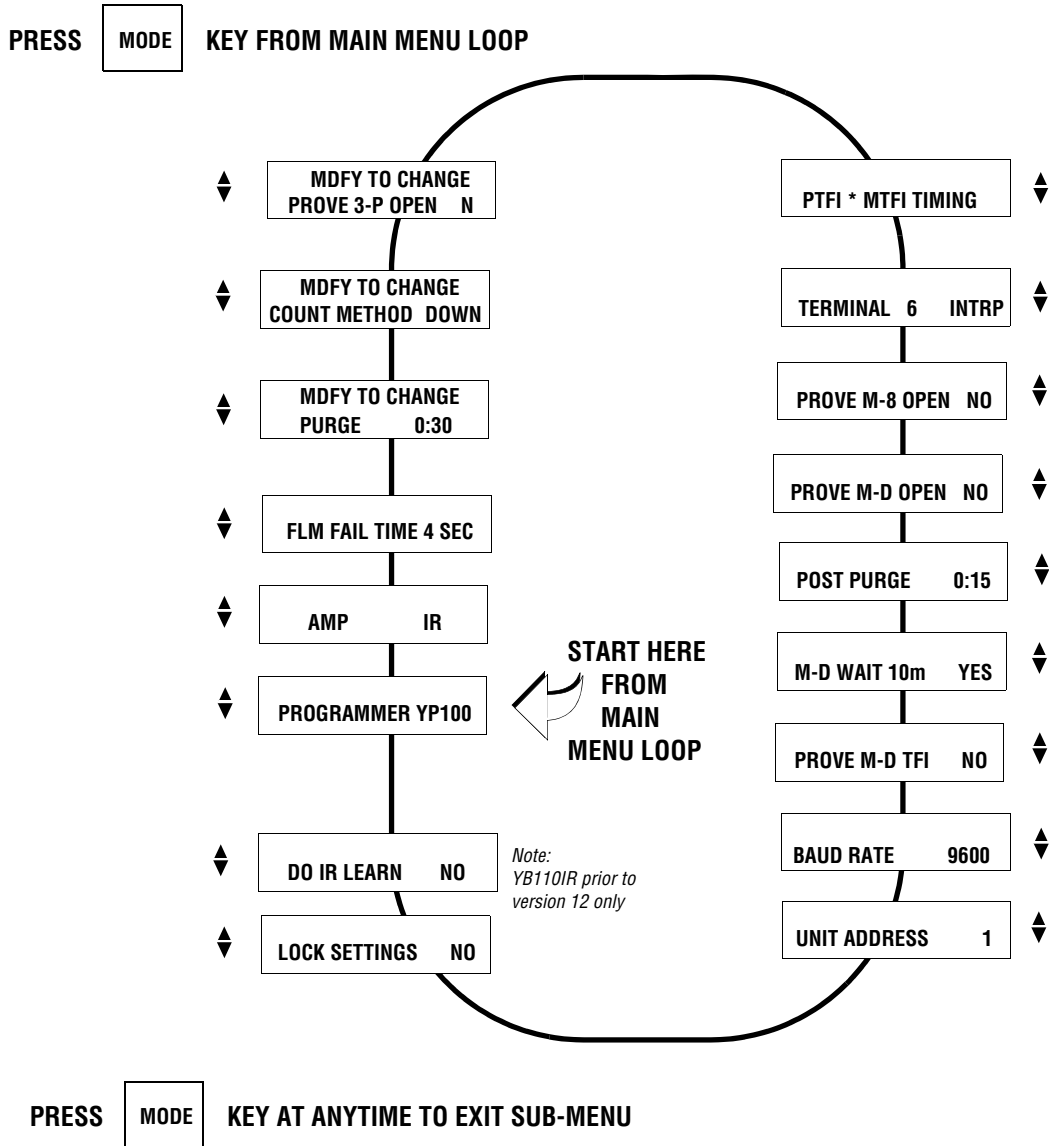 PRESS MODE KEY FROM MAIN MENU LOOP
MDFY TO CHANGE
PROVE 3-P OPEN N
MDFY TO CHANGE
COUNT METHOD DOWN
MDFY TO CHANGE
PURGE 0:30
FLM FAIL TIME 4 SEC
AMP IR
PROGRAMMER YP100
START HERE
FROM
MAIN
MENU LOOP
DO IR LEARN NO
Note:
YB110IR prior to
version 12 only
LOCK SETTINGS NO
PTFI * MTFI TIMING
TERMINAL 6 INTRP
PROVE M-8 OPEN NO
PROVE M-D OPEN NO
POST PURGE 0:15
M-D WAIT 10m YES
PROVE M-D TFI NO
BAUD RATE 9600
UNIT ADDRESS 1
PRESS MODE KEY AT ANYTIME TO EXIT SUB-MENU